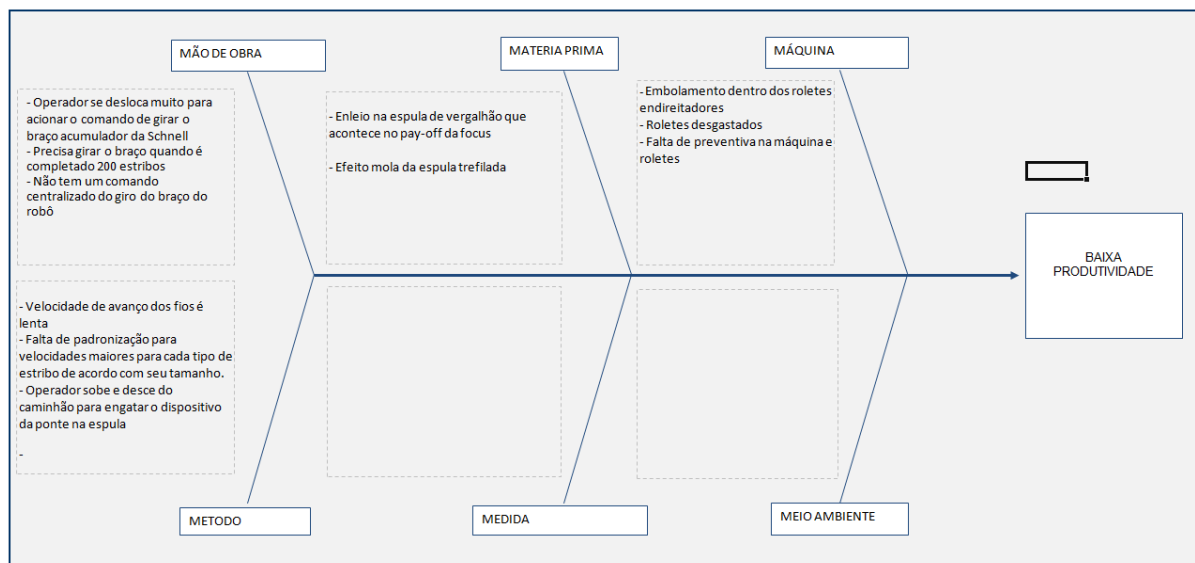 MÃO DE OBRA
MATERIA PRIMA
MÁQUINA
- Operador se desloca muito para
acionar o comando de girar o
braço acumulador da Schnell
- Precisa girar o braço quando é
completado 200 estribos
- Não tem um comando
centralizado do giro do braço do
robô
- Enleio na espula de vergalhão que
acontece no pay-off da focus
- Efeito mola da espula trefilada
- Embolamento dentro dos roletes
endireitadores
- Roletes desgastados
- Falta de preventiva na máquina e
roletes
BAIXA
PRODUTIVIDADE
- Velocidade de avanço dos fios é
lenta
- Falta de padronização para
velocidades maiores para cada tipo de
estribo de acordo com seu tamanho.
- Operador sobe e desce do
caminhão para engatar o dispositivo
da ponte na espula
-
METODO
MEDIDA
MEIO AMBIENTE